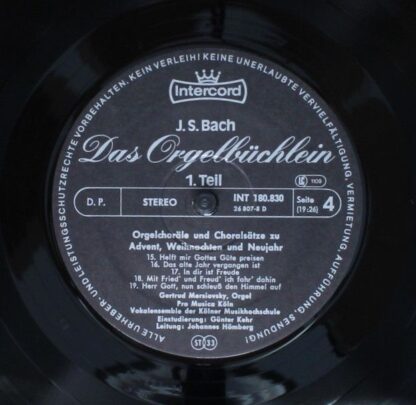 ALLE URHEBER- UND LEISTUNGSSCHUTZRECHTE VORBEHALTEN. KEIN VERLEIH! KEINE UNERLAUBTE VERVIELFÄLTIGUNG, VERMIETUNG, AUFFÜHRUNG, SENDUNG!
Intercord
J.S. Bach
Das Orgelbüchlein
1. Teil
D.P. STEREO INT 180.830 Seite 4
26 807-8 D (19:26)
Orgelchoräle und Choralsätze zu
Advent, Weihnachten und Neujahr
15. Helft mir Gottes Güte preisen
16. Das alte Jahr vergangen ist
17. In dir ist Freude
18. Mit Fried' und Freud' ich fahr' dahin
19. Herr Gott, nun schleuß den Himmel auf
Gertrud Mersiovsky, Orgel
Pro Musica Köln
Vokalensemble der Kölner Musikhochschule
Einstudierung: Günter Kehr
Leitung: Johannes Hömberg
ST 33